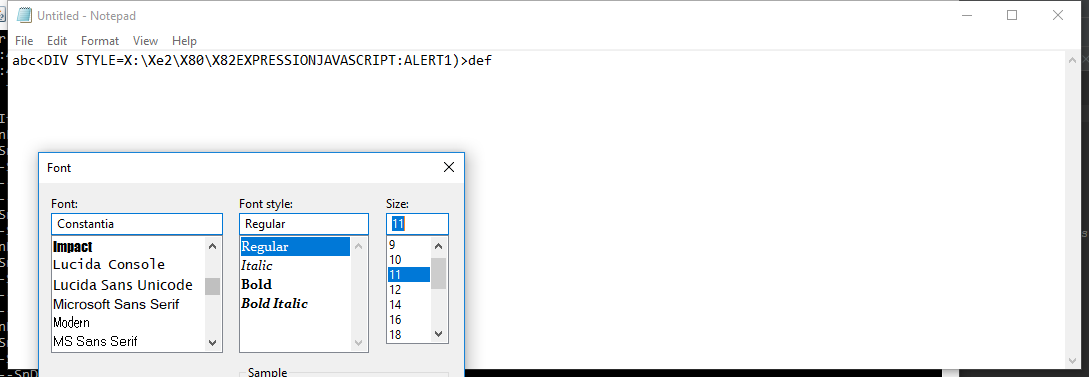 Untitled - Notepad
File Edit Format View Help
abc<DIV STYLE=X:\Xe2\X80\X82EXPRESSIONJAVASCRIPT:ALERT1)>def
Font
Font: Font style: Size:
Constantia Regular 11
Impact Regular 9
Lucida Console Italic 10
Lucida Sans Unicode Bold 11
Microsoft Sans Serif Bold Italic 12
Modern 14
MS Sans Serif 16
18
Sample